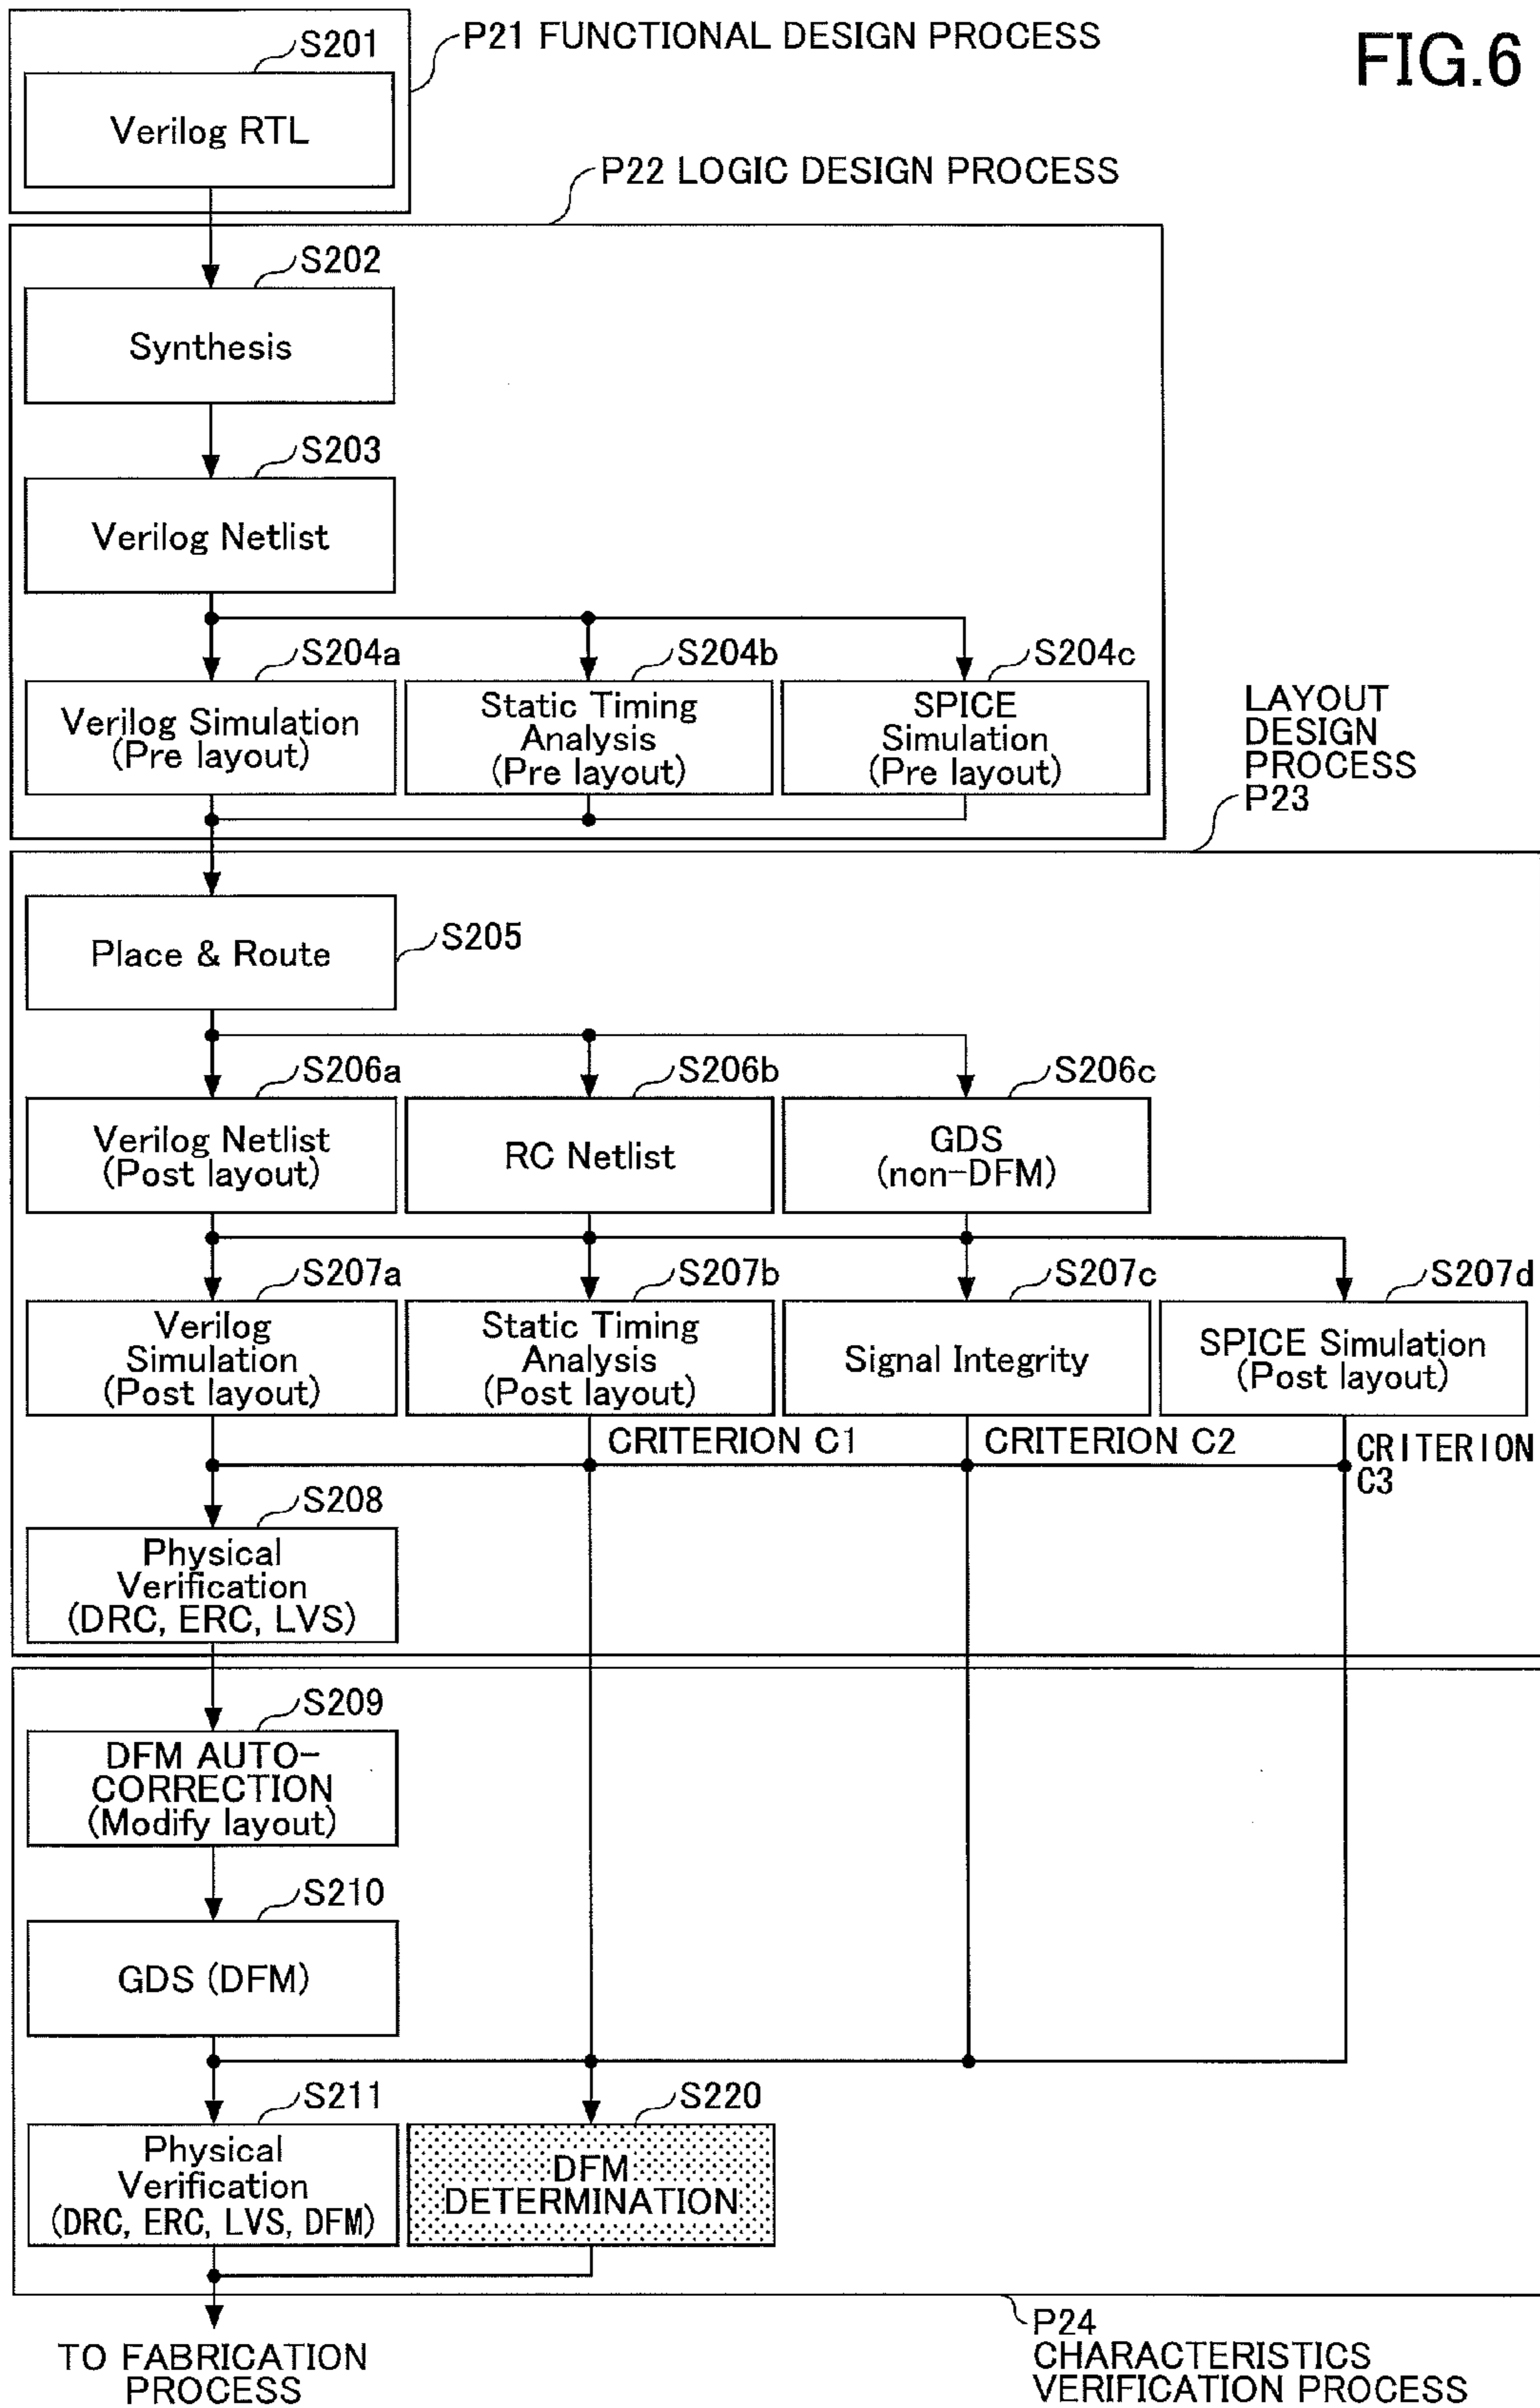 FIG.6
S201
P21 FUNCTIONAL DESIGN PROCESS
Verilog RTL
P22 LOGIC DESIGN PROCESS
S202
Synthesis
S203
Verilog Netlist
S204a
S204b
S204c
Verilog Simulation
(Pre layout)
Static Timing
Analysis
(Pre layout)
SPICE
Simulation
(Pre layout)
LAYOUT
DESIGN
PROCESS
P23
Place & Route
S205
S206a
S206b
S206c
Verilog Netlist
(Post layout)
RC Netlist
GDS
(non-DFM)
S207a
S207b
S207c
S207d
Verilog
Simulation
(Post layout)
Static Timing
Analysis
(Post layout)
Signal Integrity
SPICE Simulation
(Post layout)
CRITERION C1
CRITERION C2
CRITERION
C3
S208
Physical
Verification
(DRC, ERC, LVS)
S209
DFM AUTO-
CORRECTION
(Modify layout)
S210
GDS (DFM)
S211
S220
Physical
Verification
(DRC, ERC, LVS, DFM)
DFM
DETERMINATION
TO FABRICATION
PROCESS
P24
CHARACTERISTICS
VERIFICATION PROCESS